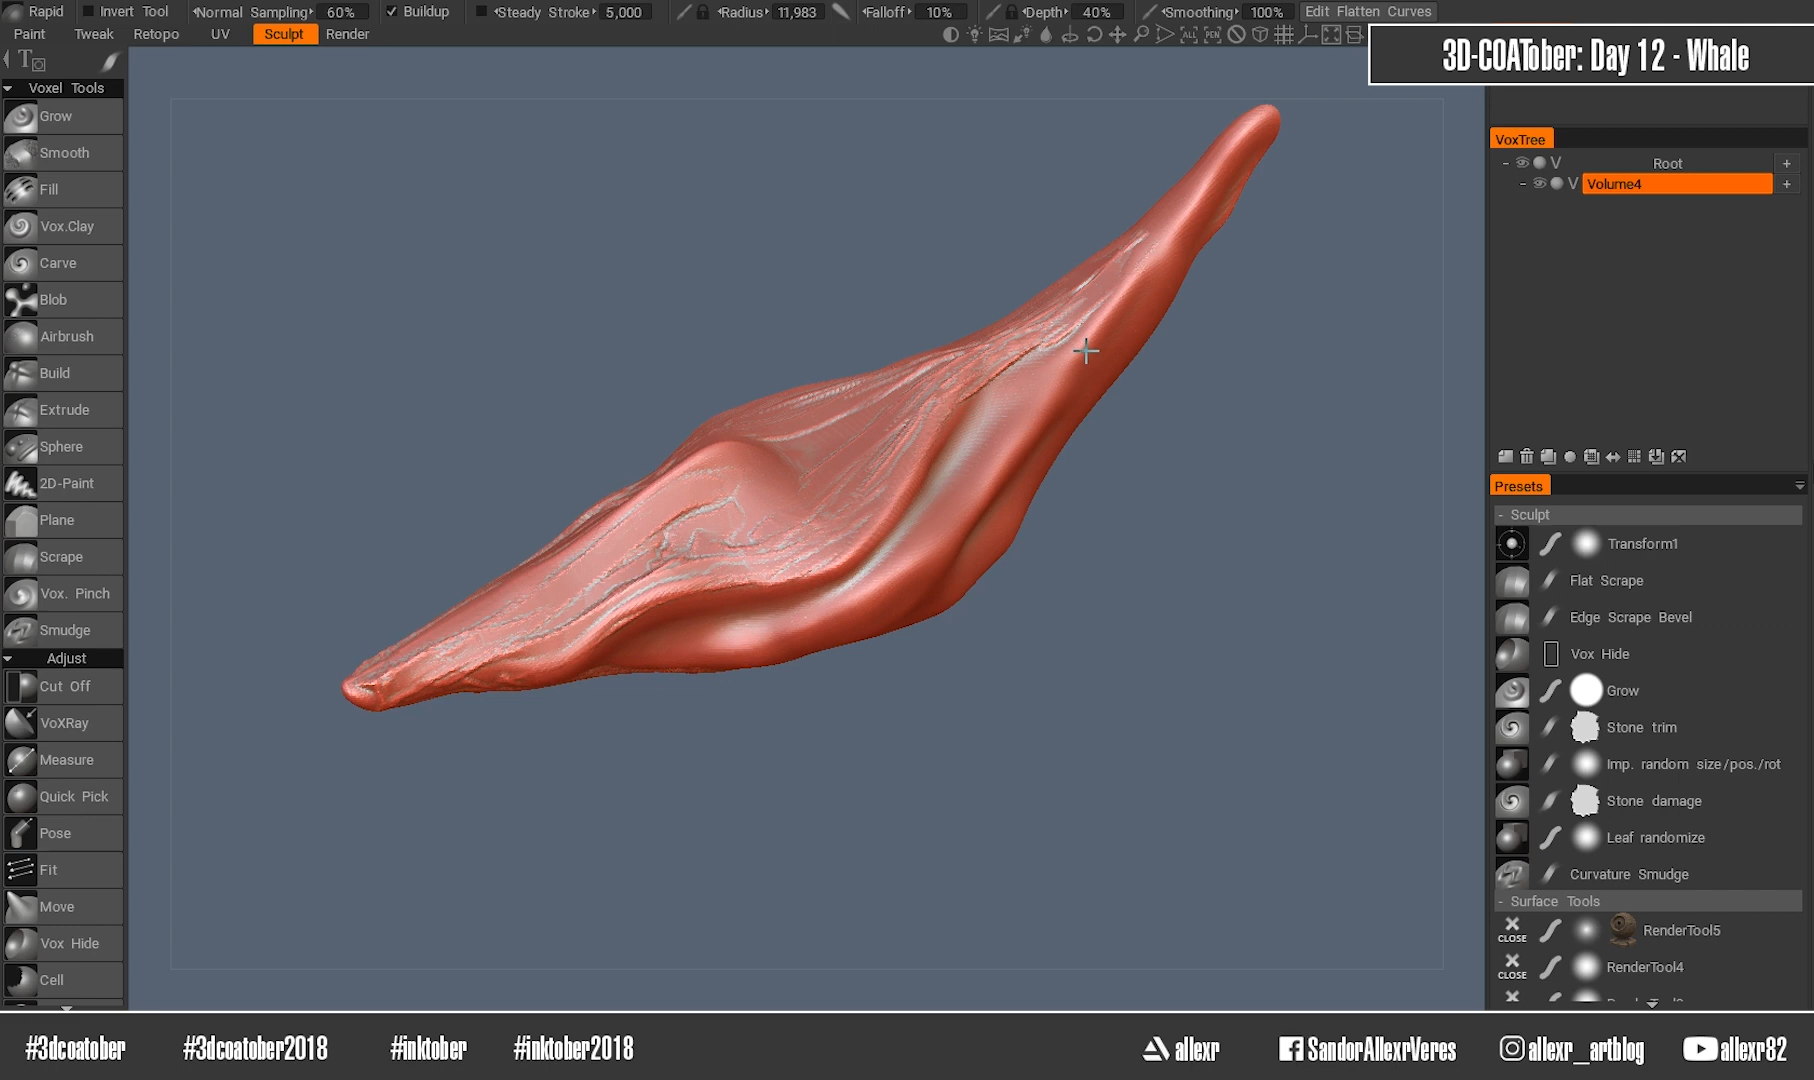 Rapid Invert Tool Normal Sampling 60% Buildup Steady Stroke 5,000 Radius 11,983 Falloff 10% Depth 40% Smoothing 100% Edit Flatten Curves
Paint Tweak Retopo UV Sculpt Render ALL PEN
3D-COATober: Day 12 - Whale
Voxel Tools
Grow
Smooth
Fill
Vox.Clay
Carve
Blob
Airbrush
Build
Extrude
Sphere
2D-Paint
Plane
Scrape
Vox. Pinch
Smudge
Adjust
Cut Off
VoXRay
Measure
Quick Pick
Pose
Fit
Move
Vox Hide
Cell
VoxTree
V Root +
V Volume4 +
Presets
- Sculpt
Transform1
Flat Scrape
Edge Scrape Bevel
Vox Hide
Grow
Stone trim
Imp. random size/pos./rot
Stone damage
Leaf randomize
Curvature Smudge
- Surface Tools
CLOSE RenderTool5
CLOSE RenderTool4
#3dcoatober #3dcoatober2018 #inktober #inktober2018 allexr SandorAllexrVeres allexr_artblog allexr82